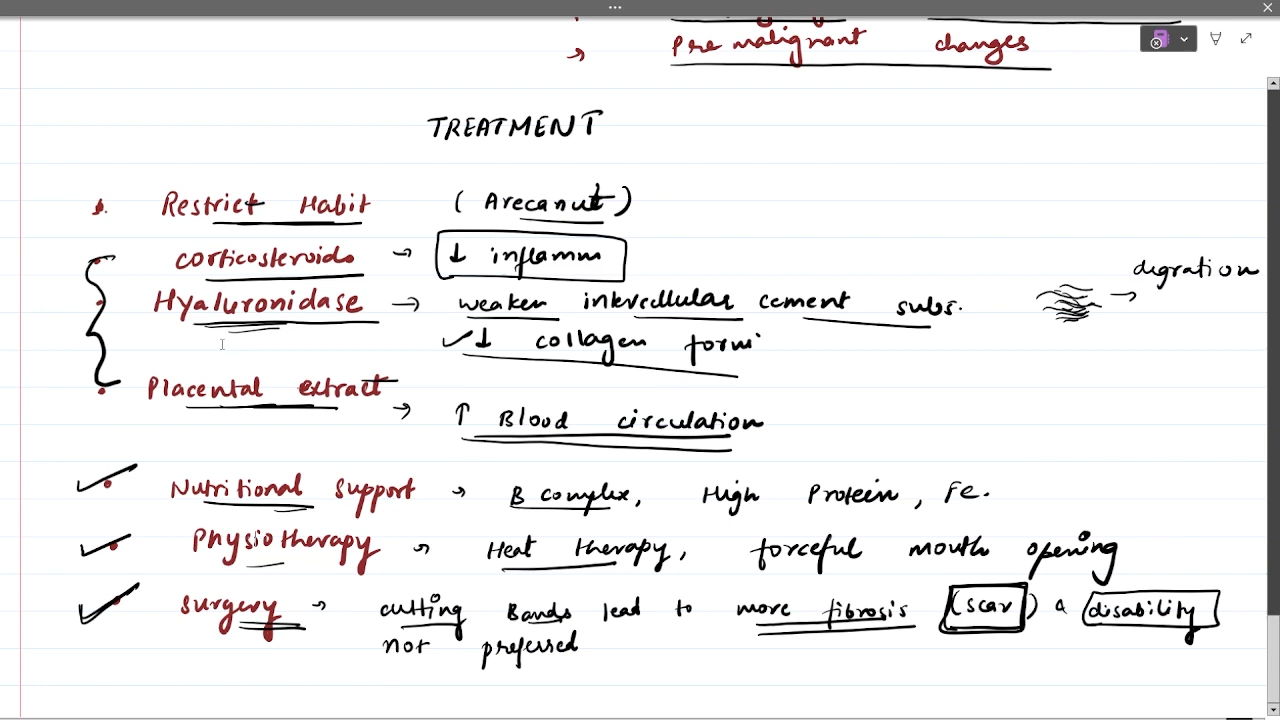 Pre malignant changes
TREATMENT
Restrict Habit (Arecanut)
Corticosteroids → ↓ inflamm
Hyaluronidase → weaken intercellular cement subs.
↓ collagen form
→ digration
Placental extract → ↑ Blood circulation
Nutritional Support → B complex, High Protein, Fe.
Physiotherapy → Heat therapy, forceful mouth opening
Surgery → cutting Bands lead to more fibrosis (scar) & disability
not preferred